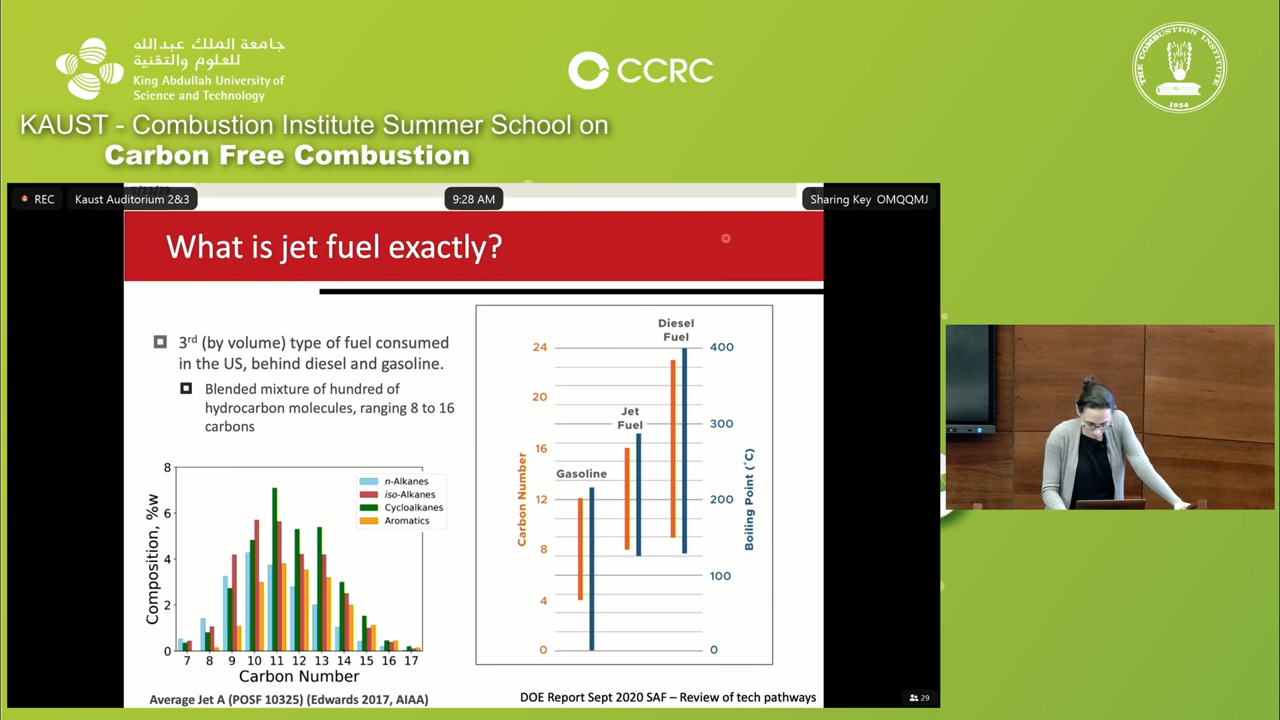 جامعة الملك عبدالله
للعلوم والتقنية
King Abdullah University of
Science and Technology
CCRC
THE COMBUSTION INSTITUTE
1954
KAUST - Combustion Institute Summer School on
Carbon Free Combustion
REC
Kaust Auditorium 2&3
9:28 AM
Sharing Key OMQQMJ
What is jet fuel exactly?
3rd (by volume) type of fuel consumed
in the US, behind diesel and gasoline.
Blended mixture of hundred of
hydrocarbon molecules, ranging 8 to 16
carbons
8
6
4
2
0
Composition, %w
n-Alkanes
iso-Alkanes
Cycloalkanes
Aromatics
7 8 9 10 11 12 13 14 15 16 17
Carbon Number
Average Jet A (POSF 10325) (Edwards 2017, AIAA)
Diesel
Fuel
Jet
Fuel
Gasoline
24
20
16
12
8
4
0
Carbon Number
400
300
200
100
0
Boiling Point (°C)
DOE Report Sept 2020 SAF – Review of tech pathways
29